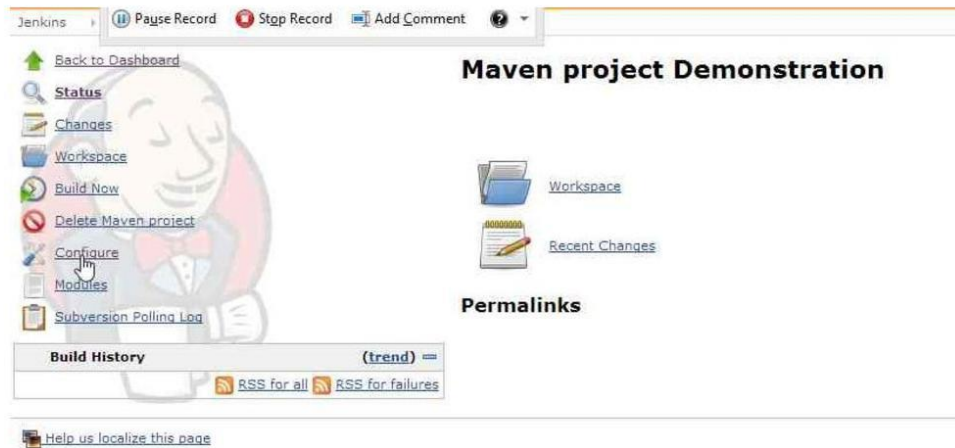 Jenkins
Pause Record Stop Record Add Comment
Back to Dashboard
Status
Changes
Workspace
Build Now
Delete Maven project
Configure
Modules
Subversion Polling Log
Build History (trend)
RSS for all RSS for failures
Maven project Demonstration
Workspace
Recent Changes
Permalinks
Help us localize this page